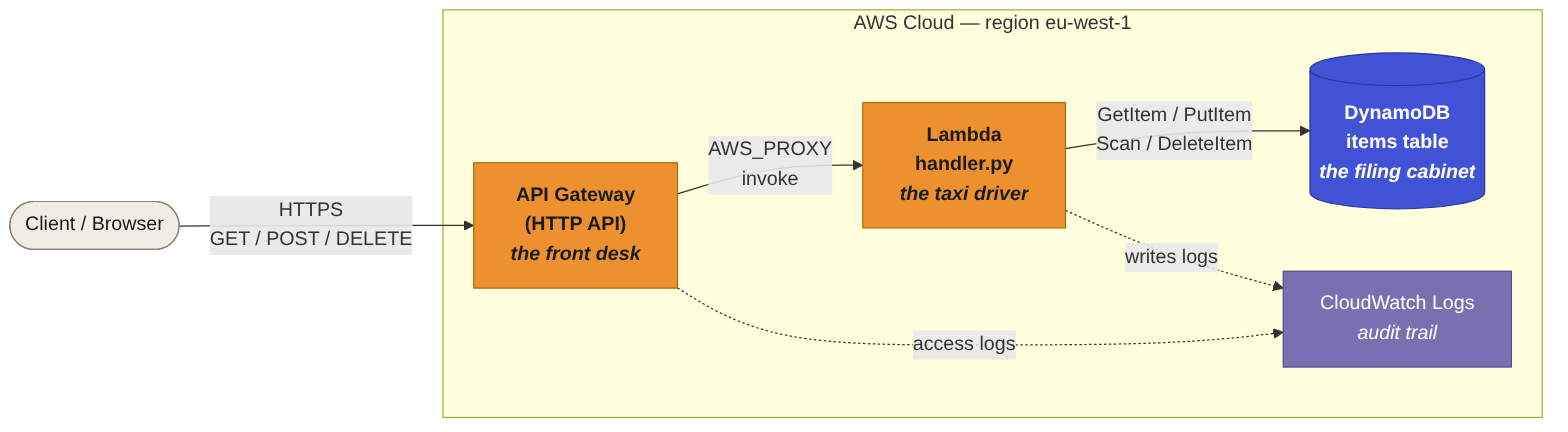 AWS Cloud — region eu-west-1
Client / Browser
HTTPS
GET / POST / DELETE
API Gateway
(HTTP API)
the front desk
AWS_PROXY
invoke
Lambda
handler.py
the taxi driver
GetItem / PutItem
Scan / DeleteItem
DynamoDB
items table
the filing cabinet
writes logs
access logs
CloudWatch Logs
audit trail